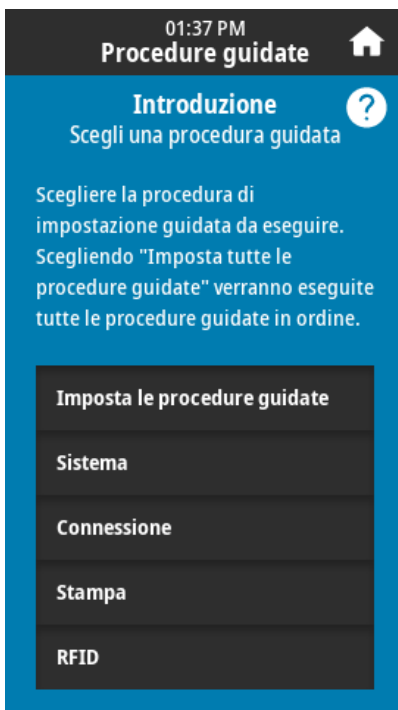 01:37 PM
Procedure guidate
Introduzione
?
Scegli una procedura guidata
Scegliere la procedura di
impostazione guidata da eseguire.
Scegliendo "Imposta tutte le
procedure guidate" verranno eseguite
tutte le procedure guidate in ordine.
Imposta le procedure guidate
Sistema
Connessione
Stampa
RFID